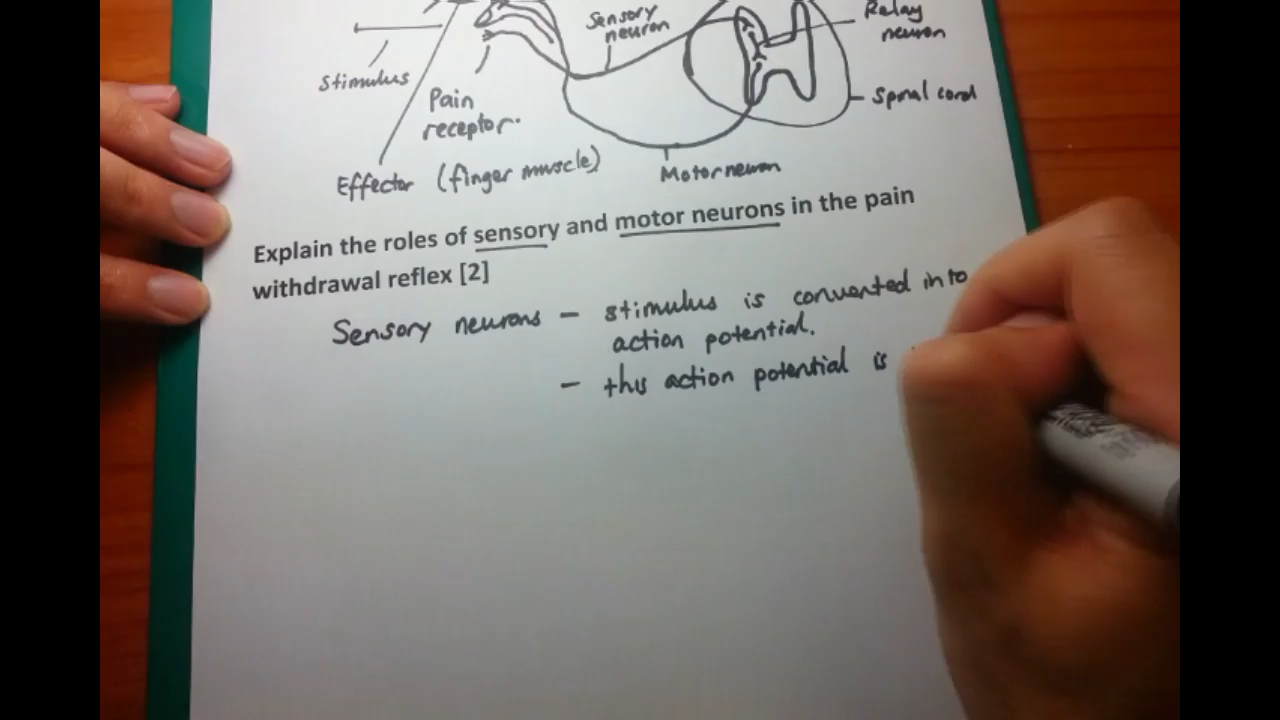 Sensory
neuron
Relay
neuron
Stimulus
Pain
receptor.
Spinal cord
Effector (finger muscle)
Motor neuron
Explain the roles of sensory and motor neurons in the pain
withdrawal reflex [2]
Sensory neurons – stimulus is converted into
action potential.
– this action potential is